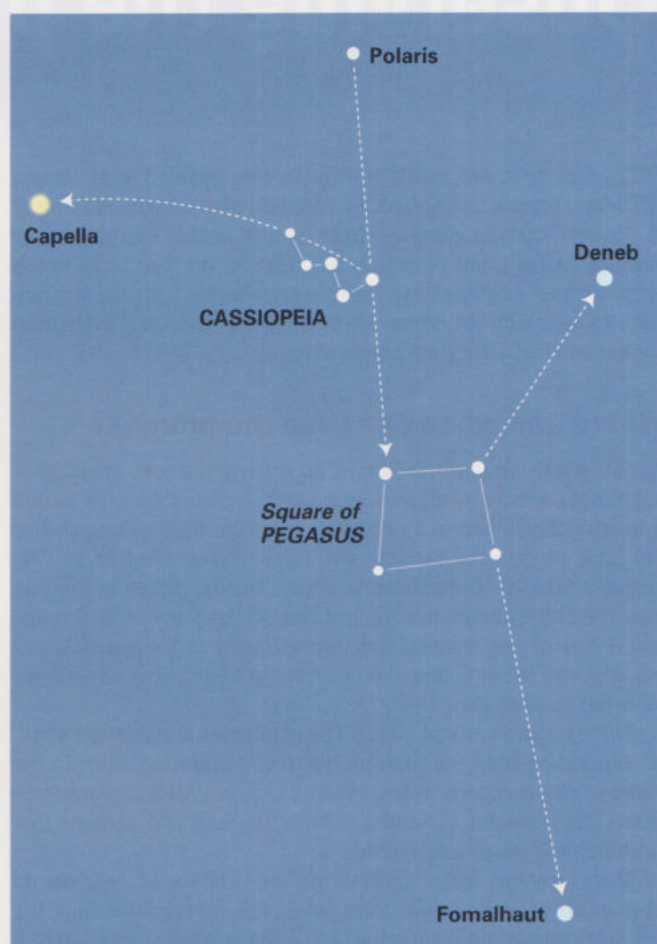 Polaris
Capella
Deneb
CASSIOPEIA
Square of
PEGASUS
Fomalhaut